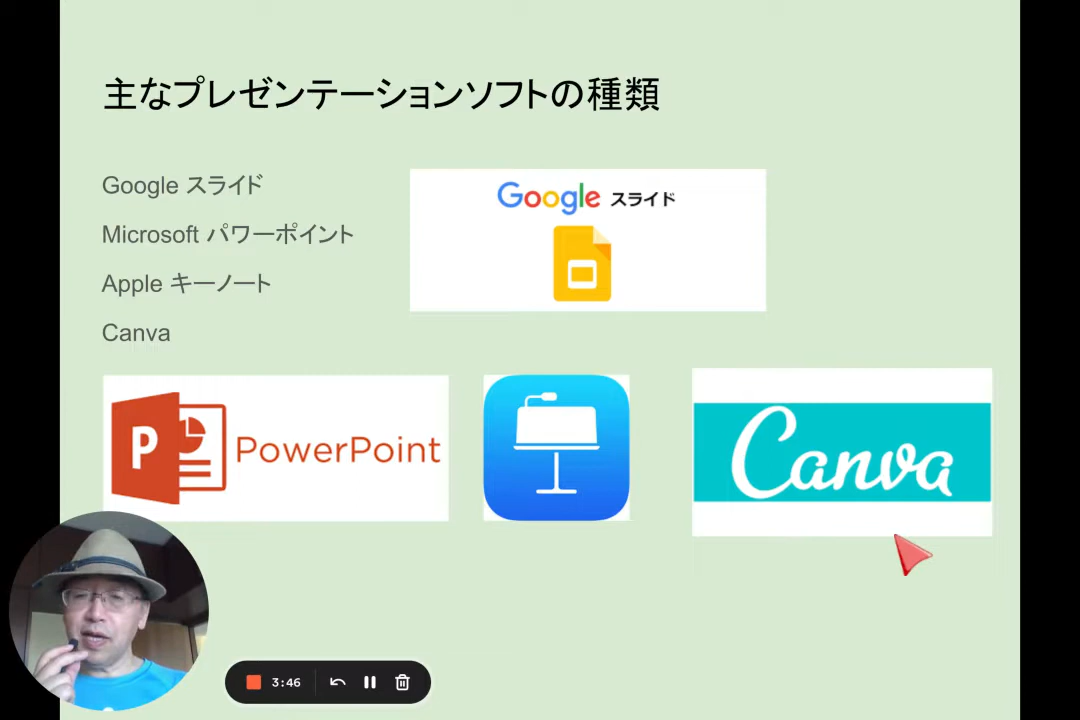 主なプレゼンテーションソフトの種類
Google スライド
Microsoft パワーポイント
Apple キーノート
Canva
Google スライド
P PowerPoint
Canva
3:46